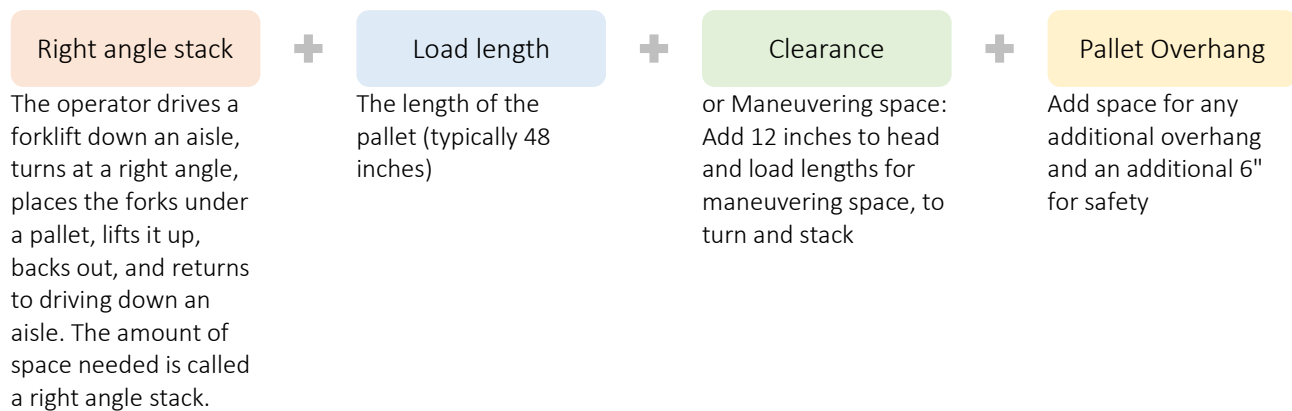 Right angle stack
The operator drives a
forklift down an aisle,
turns at a right angle,
places the forks under
a pallet, lifts it up,
backs out, and returns
to driving down an
aisle. The amount of
space needed is called
a right angle stack.
Load length
The length of the
pallet (typically 48
inches)
Clearance
or Maneuvering space:
Add 12 inches to head
and load lengths for
maneuvering space, to
turn and stack
Pallet Overhang
Add space for any
additional overhang
and an additional 6"
for safety